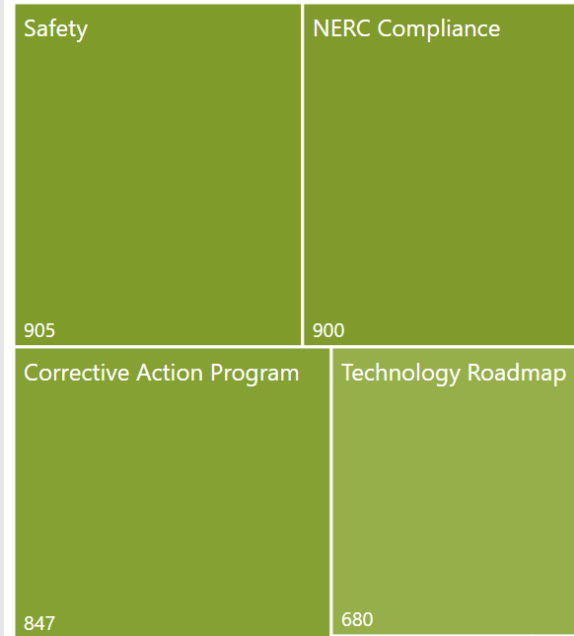 Safety
905
NERC Compliance
900
Corrective Action Program
847
Technology Roadmap
680